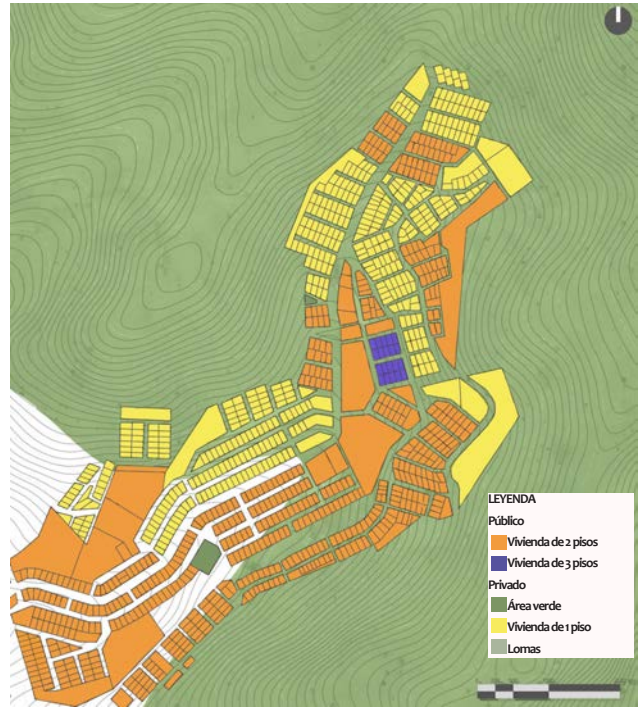 LEYENDA
Público
Vivienda de 2 pisos
Vivienda de 3 pisos
Privado
Área verde
Vivienda de 1 piso
Lomas